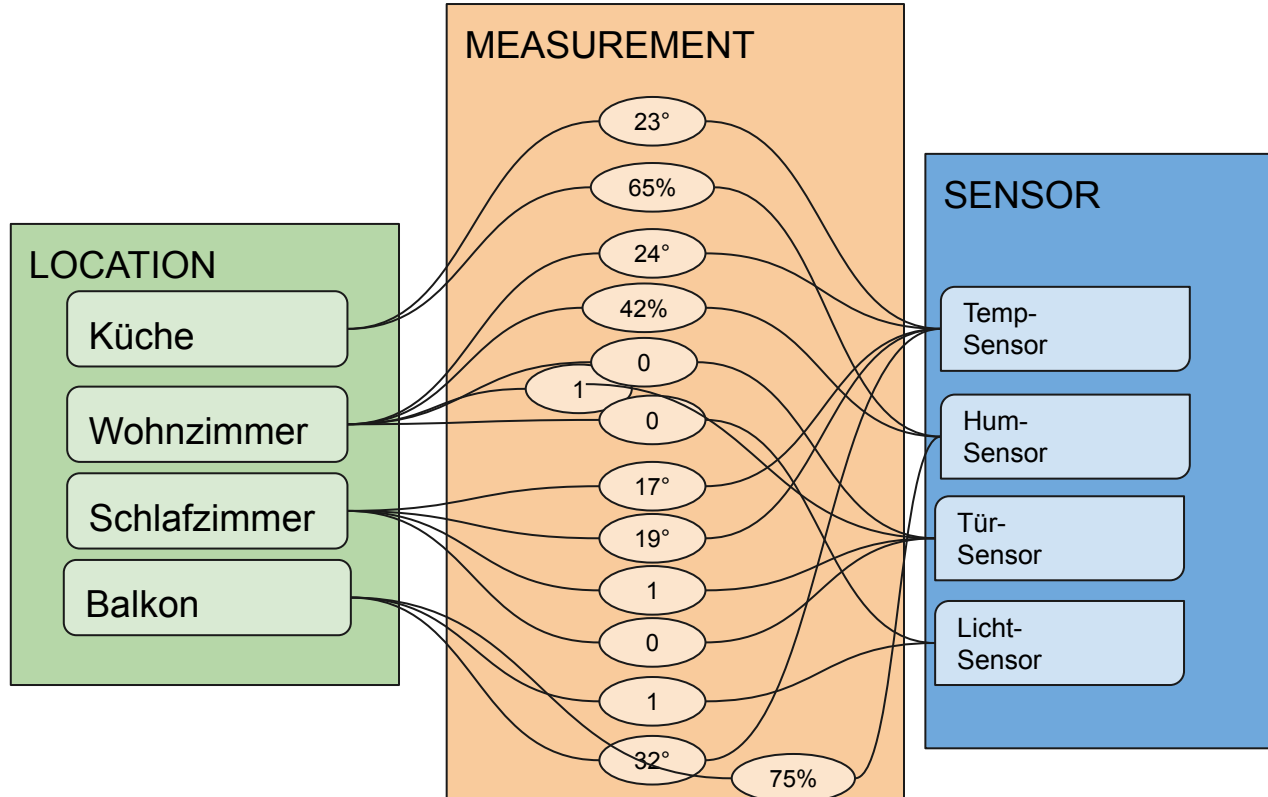 MEASUREMENT
23°
65%
24°
42%
0
1
0
17°
19°
1
0
1
32°
75%
LOCATION
Küche
Wohnzimmer
Schlafzimmer
Balkon
SENSOR
Temp-
Sensor
Hum-
Sensor
Tür-
Sensor
Licht-
Sensor